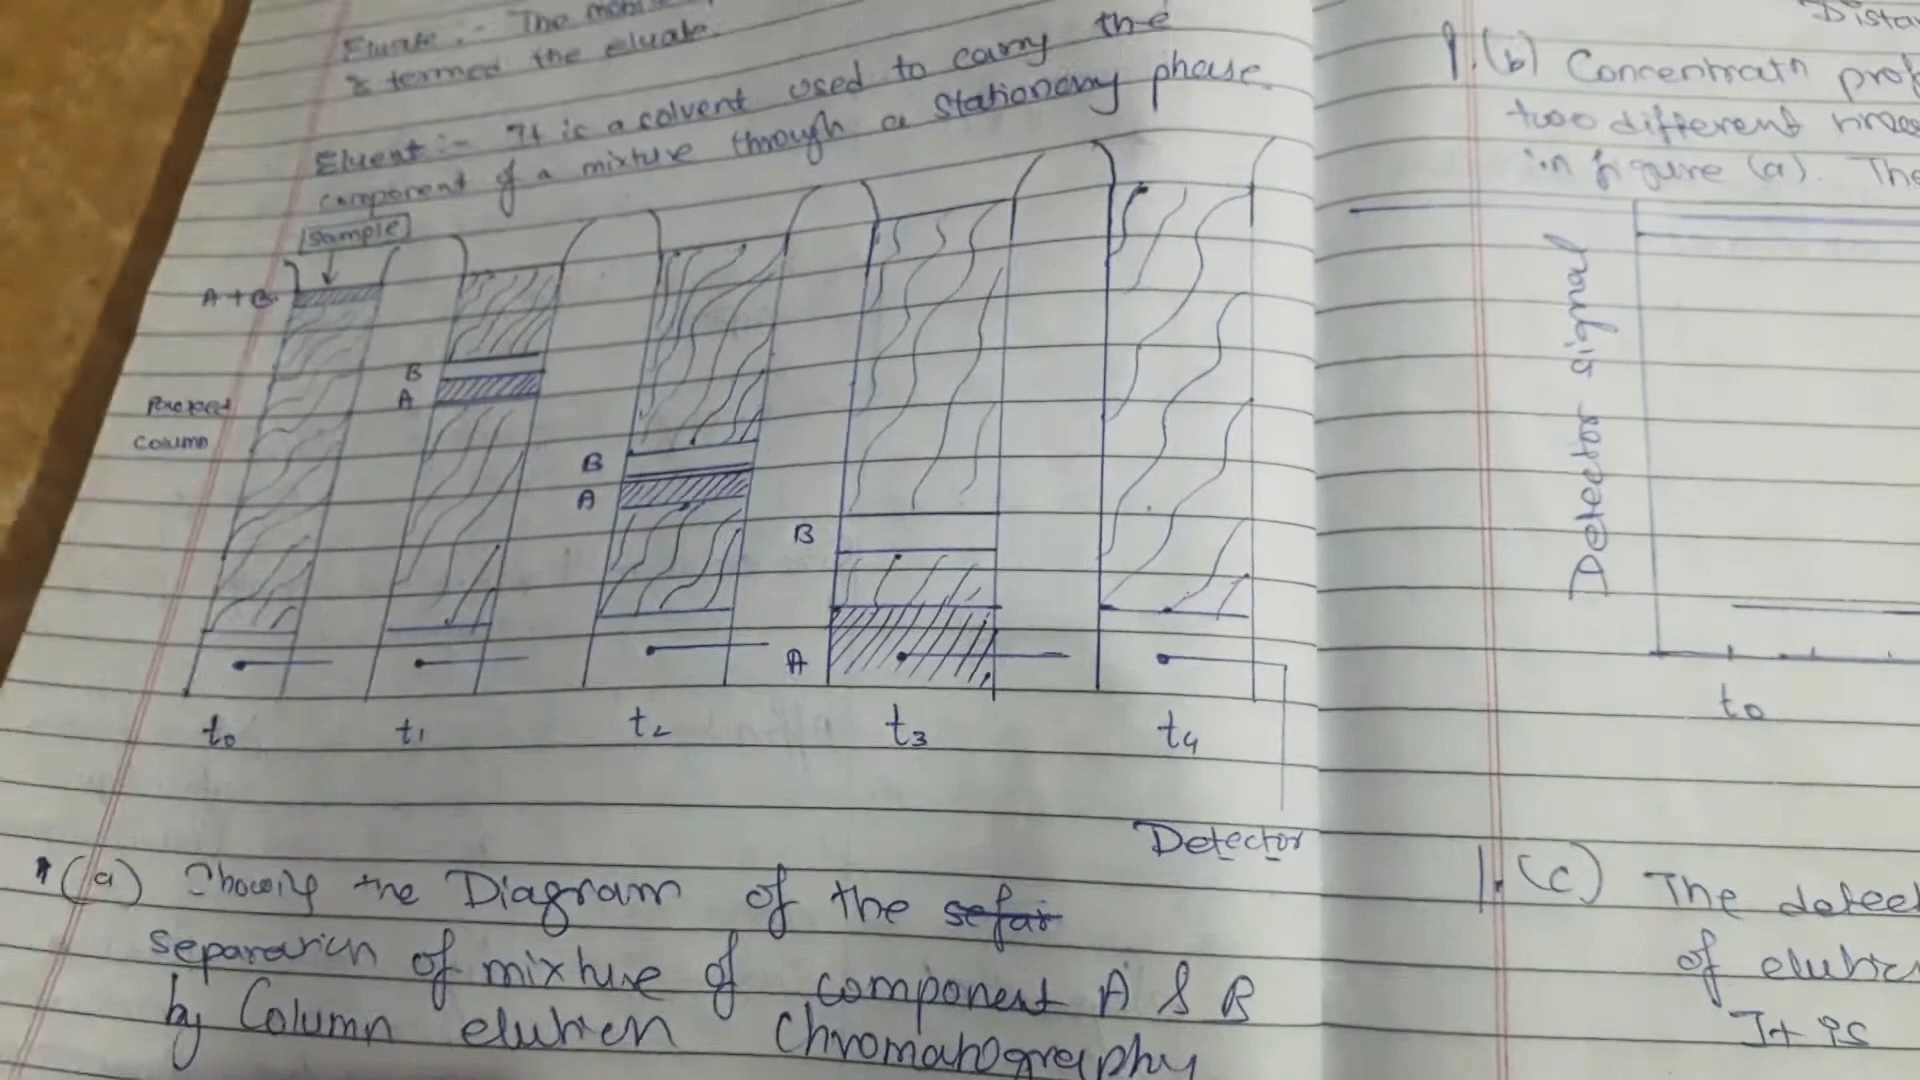 Eluate :- The mobile
is termed the eluate.
Eluent :- It is a solvent used to carry the
component of a mixture through a stationary phase
Sample
A + B
B
A
B
A
B
A
Packed
Column
t0
t1
t2
t3
t4
Detector
(a) Showing the Diagram of the sefar
separation of mixture of component A & B
by Column elution Chromatography
Dista
1.(b) Concentratn prof
two different
in figure (a). The
Detector signal
t0
1.(c) The detect
of elution
It is